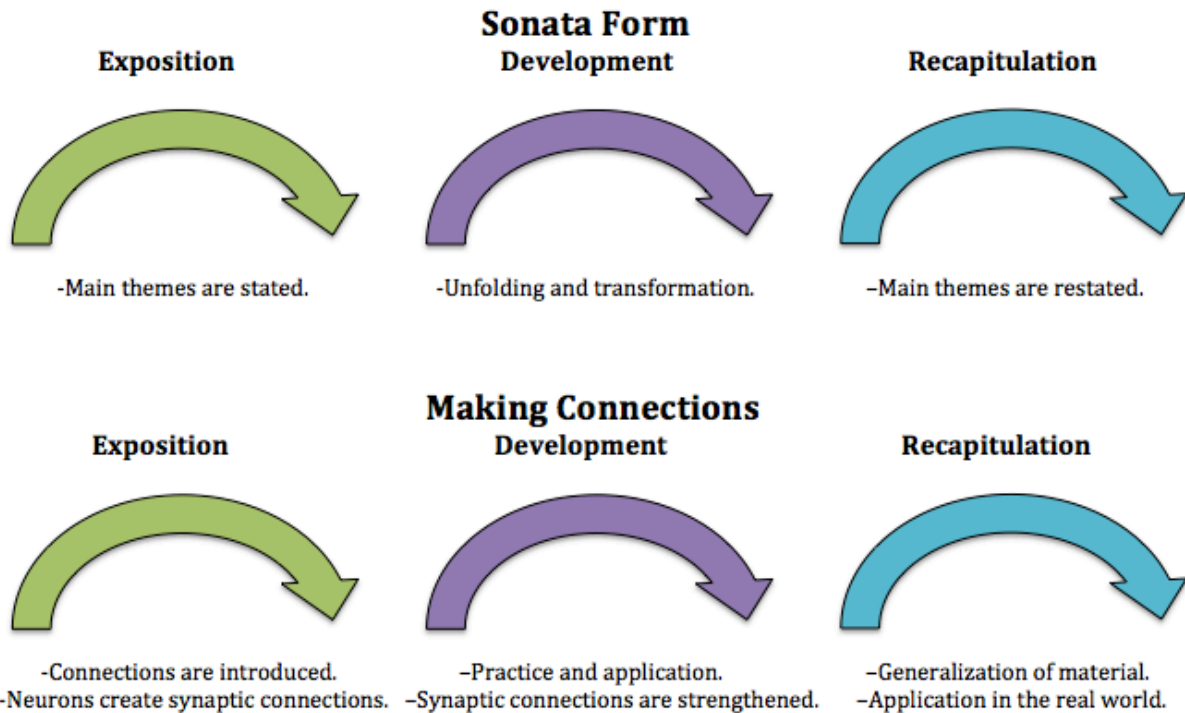 Sonata Form
Exposition
Development
Recapitulation
-Main themes are stated.
-Unfolding and transformation.
–Main themes are restated.
Making Connections
Exposition
Development
Recapitulation
-Connections are introduced.
-Neurons create synaptic connections.
–Practice and application.
–Synaptic connections are strengthened.
–Generalization of material.
–Application in the real world.